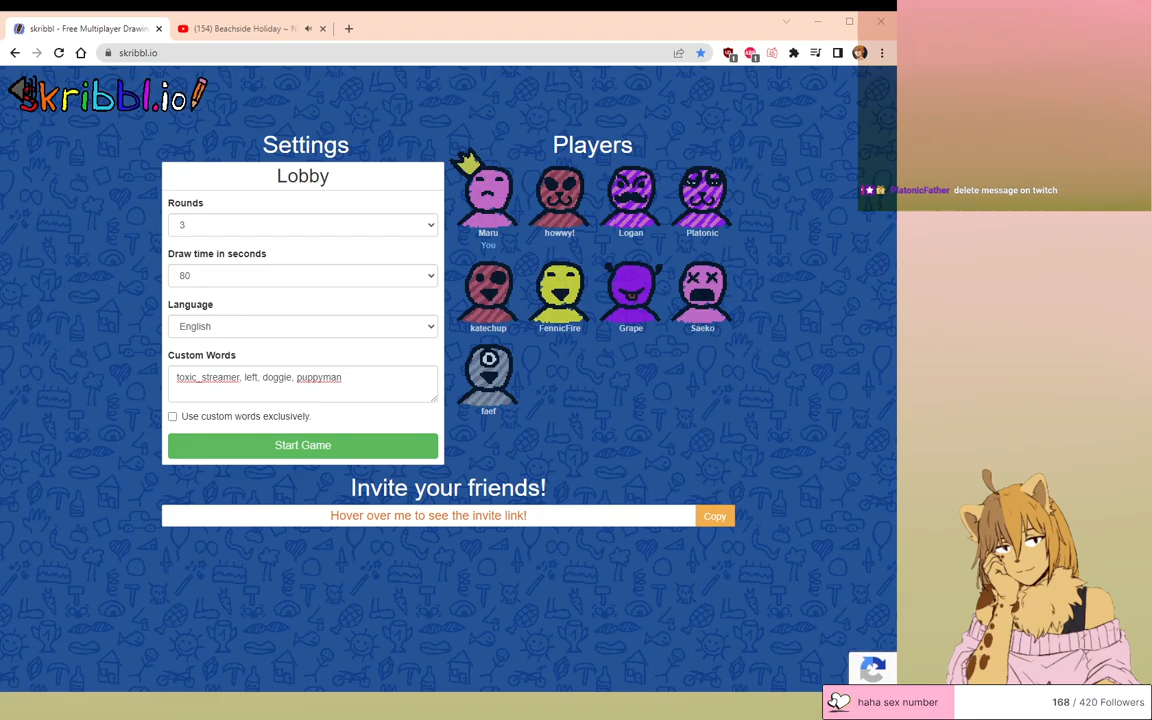 skribbl - Free Multiplayer Drawin
(154) Beachside Holiday ~ N
skribbl.io
1
1
skribbl.io
Settings
Players
Lobby
Rounds
3
Draw time in seconds
80
Language
English
Custom Words
toxic_streamer, left, doggie, puppyman
Use custom words exclusively.
Start Game
Maru
You
howwy!
Logan
Platonic
katechup
FennicFire
Grape
Saeko
faef
Invite your friends!
Hover over me to see the invite link!
Copy
PlatonicFather delete message on twitch
haha sex number
168 / 420 Followers